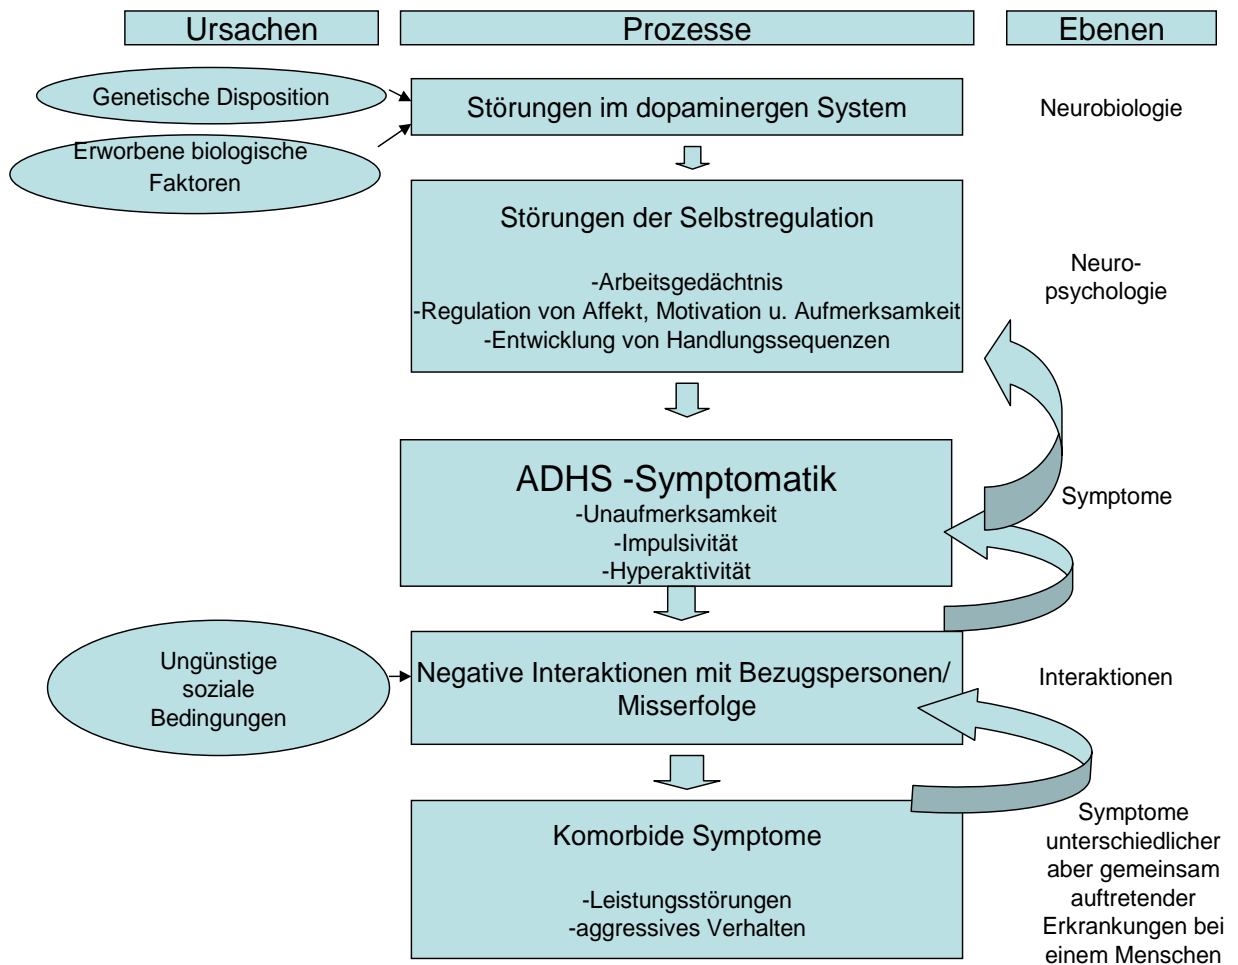 Ursachen
Prozesse
Ebenen
Genetische Disposition
Störungen im dopaminergen System
Neurobiologie
Erworbene biologische
Faktoren
Störungen der Selbstregulation
-Arbeitsgedächtnis
-Regulation von Affekt, Motivation u. Aufmerksamkeit
-Entwicklung von Handlungssequenzen
Neuro-
psychologie
ADHS -Symptomatik
-Unaufmerksamkeit
-Impulsivität
-Hyperaktivität
Symptome
Ungünstige
soziale
Bedingungen
Negative Interaktionen mit Bezugspersonen/
Misserfolge
Interaktionen
Komorbide Symptome
-Leistungsstörungen
-aggressives Verhalten
Symptome
unterschiedlicher
aber gemeinsam
auftretender
Erkrankungen bei
einem Menschen